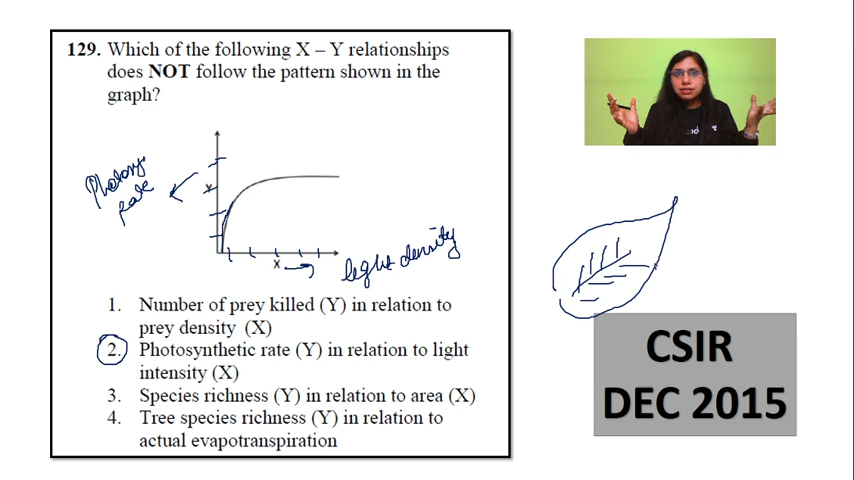 129. Which of the following X – Y relationships
does NOT follow the pattern shown in the
graph?
Photosy
rate
Y
X
light density
1. Number of prey killed (Y) in relation to
prey density (X)
2. Photosynthetic rate (Y) in relation to light
intensity (X)
3. Species richness (Y) in relation to area (X)
4. Tree species richness (Y) in relation to
actual evapotranspiration
CSIR
DEC 2015